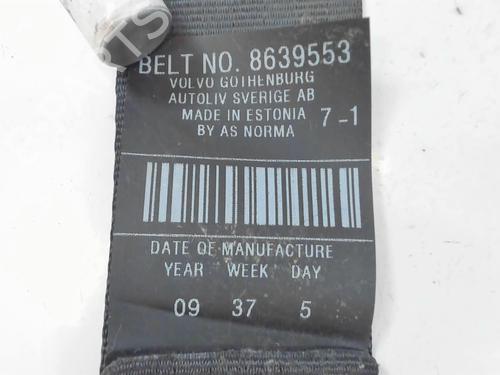 BELT NO. 8639553
VOLVO GOTHENBURG
AUTOLIV SVERIGE AB
MADE IN ESTONIA 7-1
BY AS NORMA
DATE OF MANUFACTURE
YEAR WEEK DAY
09 37 5